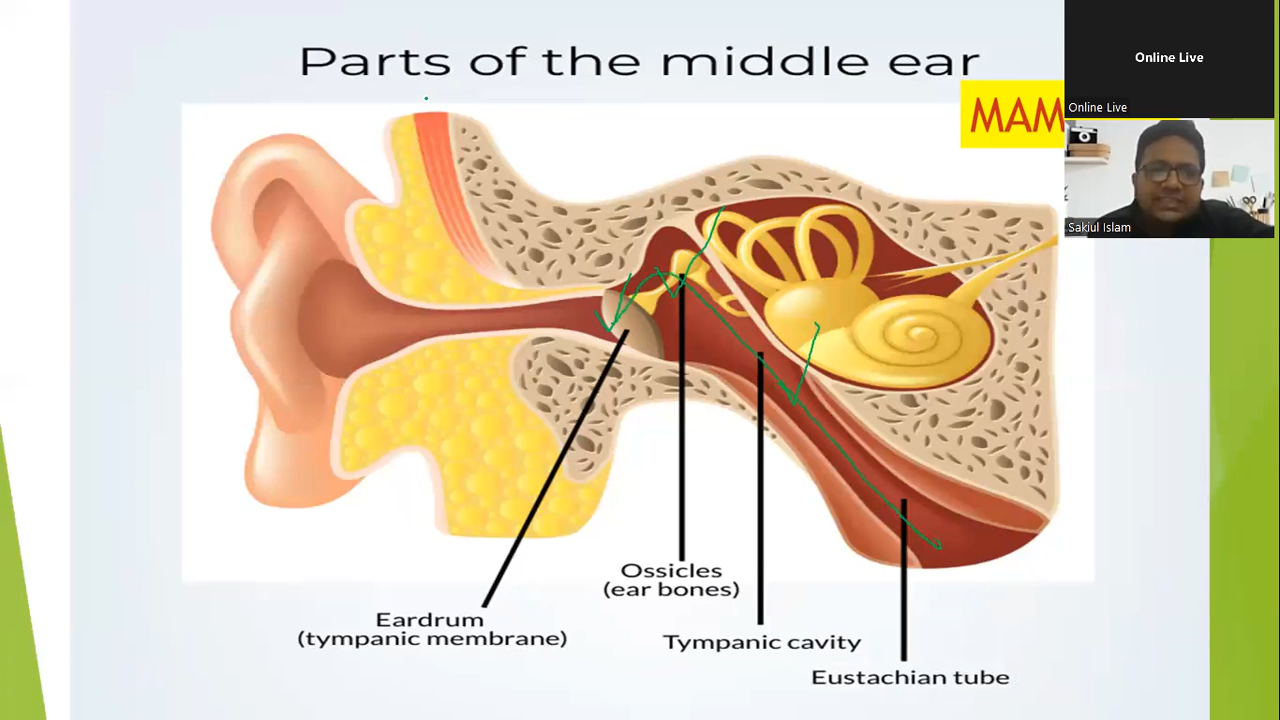 Parts of the middle ear
MAM
Online Live
Online Live
Sakiul Islam
Ossicles
(ear bones)
Eardrum
(tympanic membrane)
Tympanic cavity
Eustachian tube